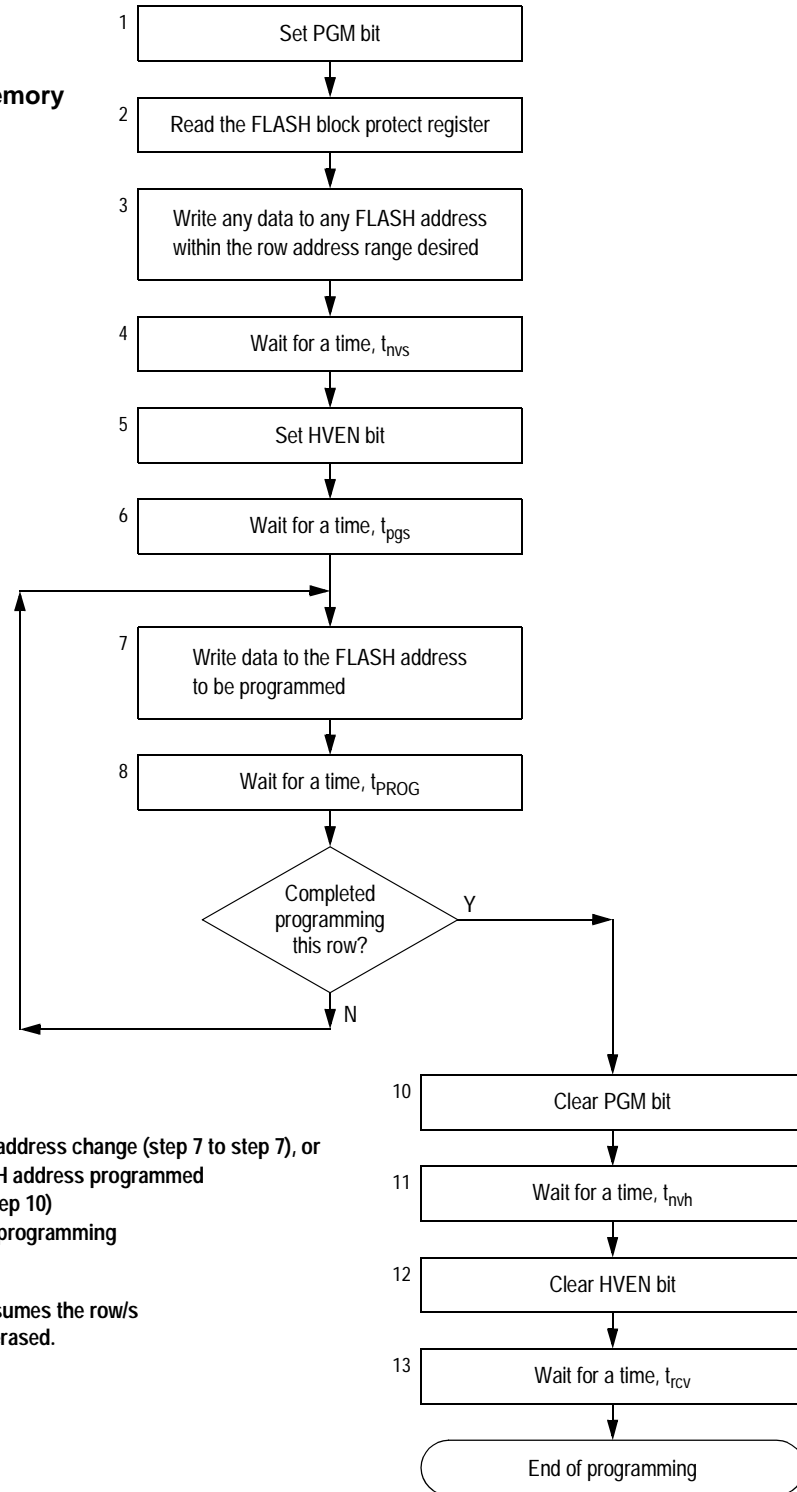 1
Set PGM bit
2
Read the FLASH block protect register
3
Write any data to any FLASH address
within the row address range desired
4
Wait for a time, tnvs
5
Set HVEN bit
6
Wait for a time, tpgs
7
Write data to the FLASH address
to be programmed
8
Wait for a time, tPROG
Completed
programming
this row?
Y
N
10
Clear PGM bit
address change (step 7 to step 7), or
address programmed
10)
programming
11
Wait for a time, tnvh
12
Clear HVEN bit
the row/s
13
Wait for a time, trcv
End of programming